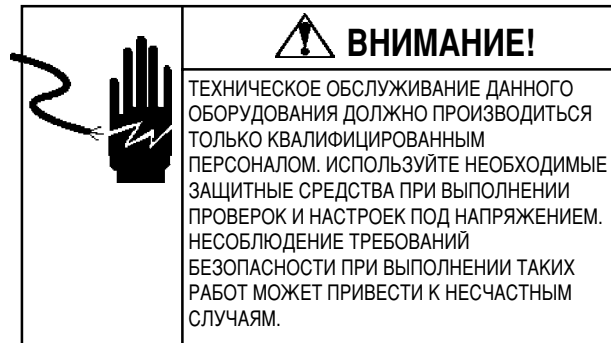 ВНИМАНИЕ!
ТЕХНИЧЕСКОЕ ОБСЛУЖИВАНИЕ ДАННОГО
ОБОРУДОВАНИЯ ДОЛЖНО ПРОИЗВОДИТЬСЯ
ТОЛЬКО КВАЛИФИЦИРОВАННЫМ
ПЕРСОНАЛОМ. ИСПОЛЬЗУЙТЕ НЕОБХОДИМЫЕ
ЗАЩИТНЫЕ СРЕДСТВА ПРИ ВЫПОЛНЕНИИ
ПРОВЕРОК И НАСТРОЕК ПОД НАПРЯЖЕНИЕМ.
НЕСОБЛЮДЕНИЕ ТРЕБОВАНИЙ
БЕЗОПАСНОСТИ ПРИ ВЫПОЛНЕНИИ ТАКИХ
РАБОТ МОЖЕТ ПРИВЕСТИ К НЕСЧАСТНЫМ
СЛУЧАЯМ.